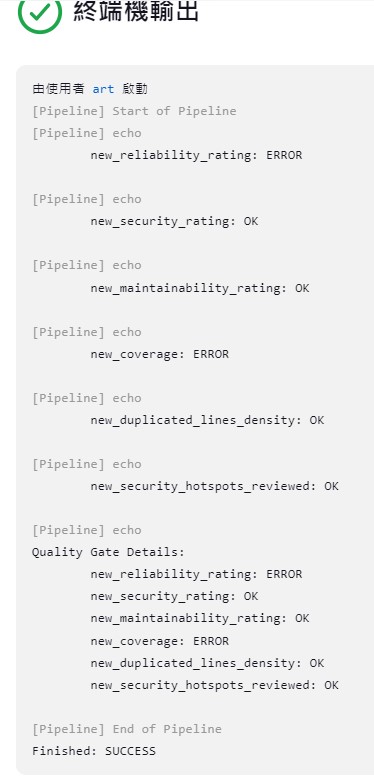 終端機輸出
由使用者 art 啟動
[Pipeline] Start of Pipeline
[Pipeline] echo
new_reliability_rating: ERROR
[Pipeline] echo
new_security_rating: OK
[Pipeline] echo
new_maintainability_rating: OK
[Pipeline] echo
new_coverage: ERROR
[Pipeline] echo
new_duplicated_lines_density: OK
[Pipeline] echo
new_security_hotspots_reviewed: OK
[Pipeline] echo
Quality Gate Details:
new_reliability_rating: ERROR
new_security_rating: OK
new_maintainability_rating: OK
new_coverage: ERROR
new_duplicated_lines_density: OK
new_security_hotspots_reviewed: OK
[Pipeline] End of Pipeline
Finished: SUCCESS